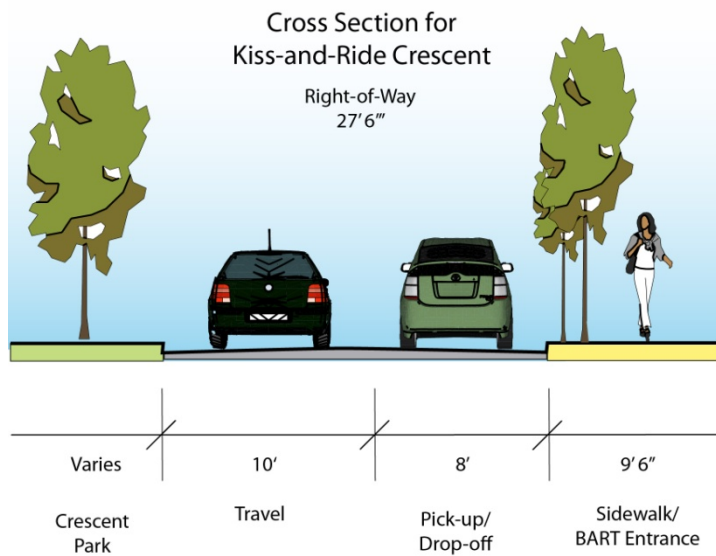 Cross Section for
Kiss-and-Ride Crescent
Right-of-Way
27' 6'"
Varies
10'
8'
9' 6"
Crescent
Park
Travel
Pick-up/
Drop-off
Sidewalk/
BART Entrance